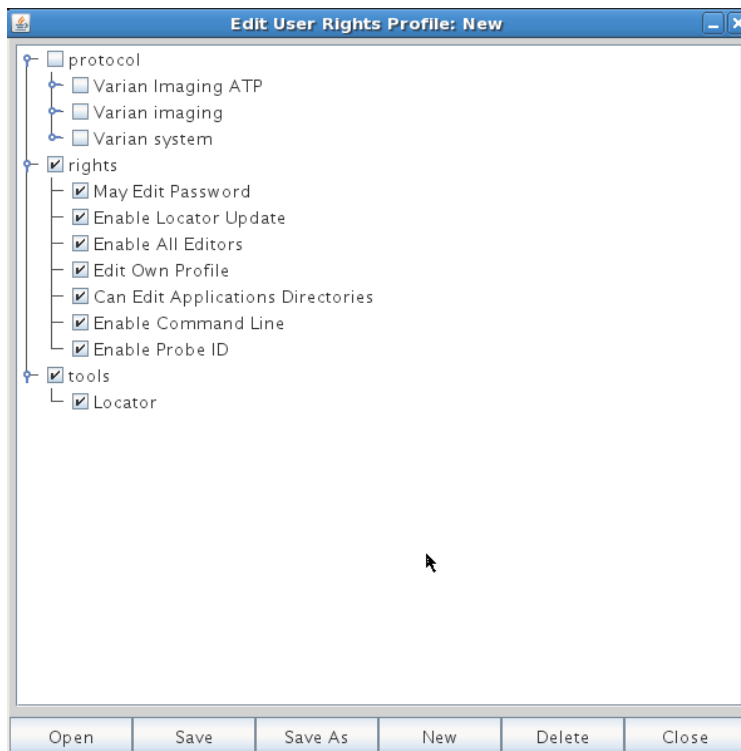 Edit User Rights Profile: New
protocol
Varian Imaging ATP
Varian imaging
Varian system
rights
May Edit Password
Enable Locator Update
Enable All Editors
Edit Own Profile
Can Edit Applications Directories
Enable Command Line
Enable Probe ID
tools
Locator
Open Save Save As New Delete Close